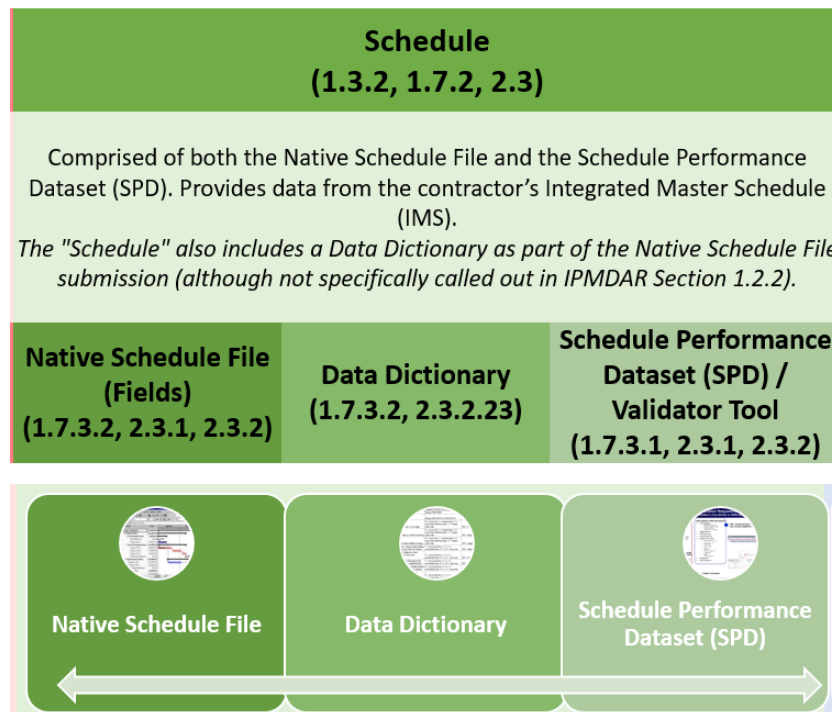 Schedule
(1.3.2, 1.7.2, 2.3)
Comprised of both the Native Schedule File and the Schedule Performance
Dataset (SPD). Provides data from the contractor's Integrated Master Schedule
(IMS).
The "Schedule" also includes a Data Dictionary as part of the Native Schedule File
submission (although not specifically called out in IPMDAR Section 1.2.2).
Native Schedule File
(Fields)
(1.7.3.2, 2.3.1, 2.3.2)
Data Dictionary
(1.7.3.2, 2.3.2.23)
Schedule Performance
Dataset (SPD) /
Validator Tool
(1.7.3.1, 2.3.1, 2.3.2)
Native Schedule File
Data Dictionary
Schedule Performance
Dataset (SPD)